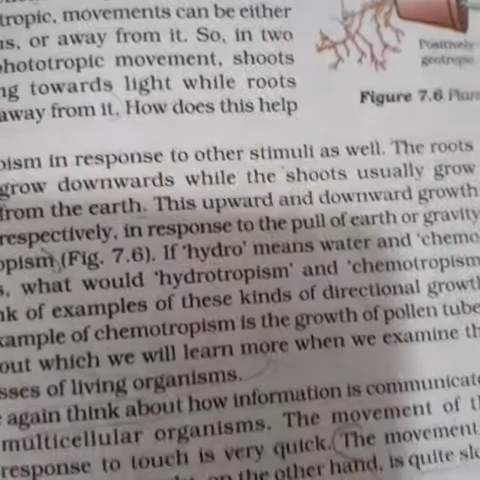 tropic, movements can be either
us, or away from it. So, in two
phototropic movement, shoots
ng towards light while roots
away from it. How does this help
Positively
geotropic
Figure 7.6
pism in response to other stimuli as well. The roots
grow downwards while the shoots usually grow
from the earth. This upward and downward growth
respectively, in response to the pull of earth or gravity
opism (Fig. 7.6). If 'hydro' means water and 'chemo
s, what would 'hydrotropism' and 'chemotropism
nk of examples of these kinds of directional growt
xample of chemotropism is the growth of pollen tube
out which we will learn more when we examine th
sses of living organisms.
again think about how information is communicate
multicellular organisms. The movement of t
response to touch is very quick. The movement
on the other hand, is quite slo